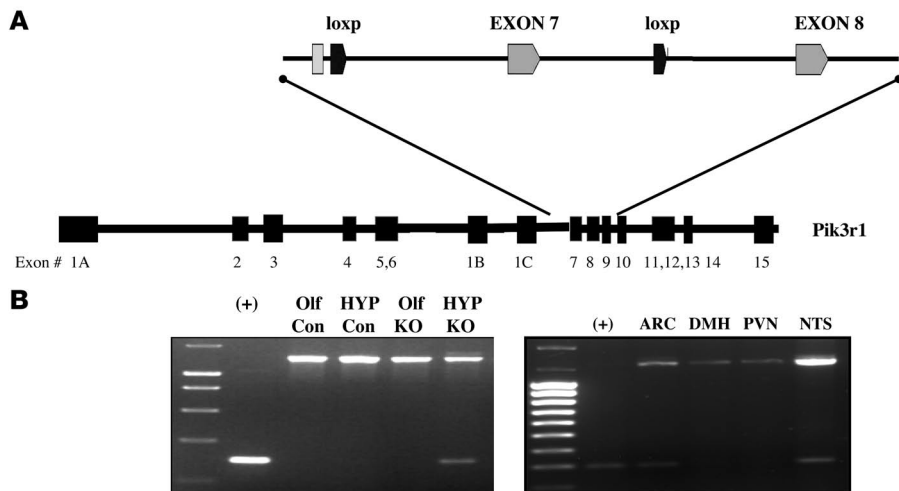 A
loxp EXON 7 loxp EXON 8
Pik3r1
Exon # 1A 2 3 4 5,6 1B 1C 7 8 9 10 11,12,13 14 15
B
(+) Olf Con HYP Con Olf KO HYP KO
(+) ARC DMH PVN NTS